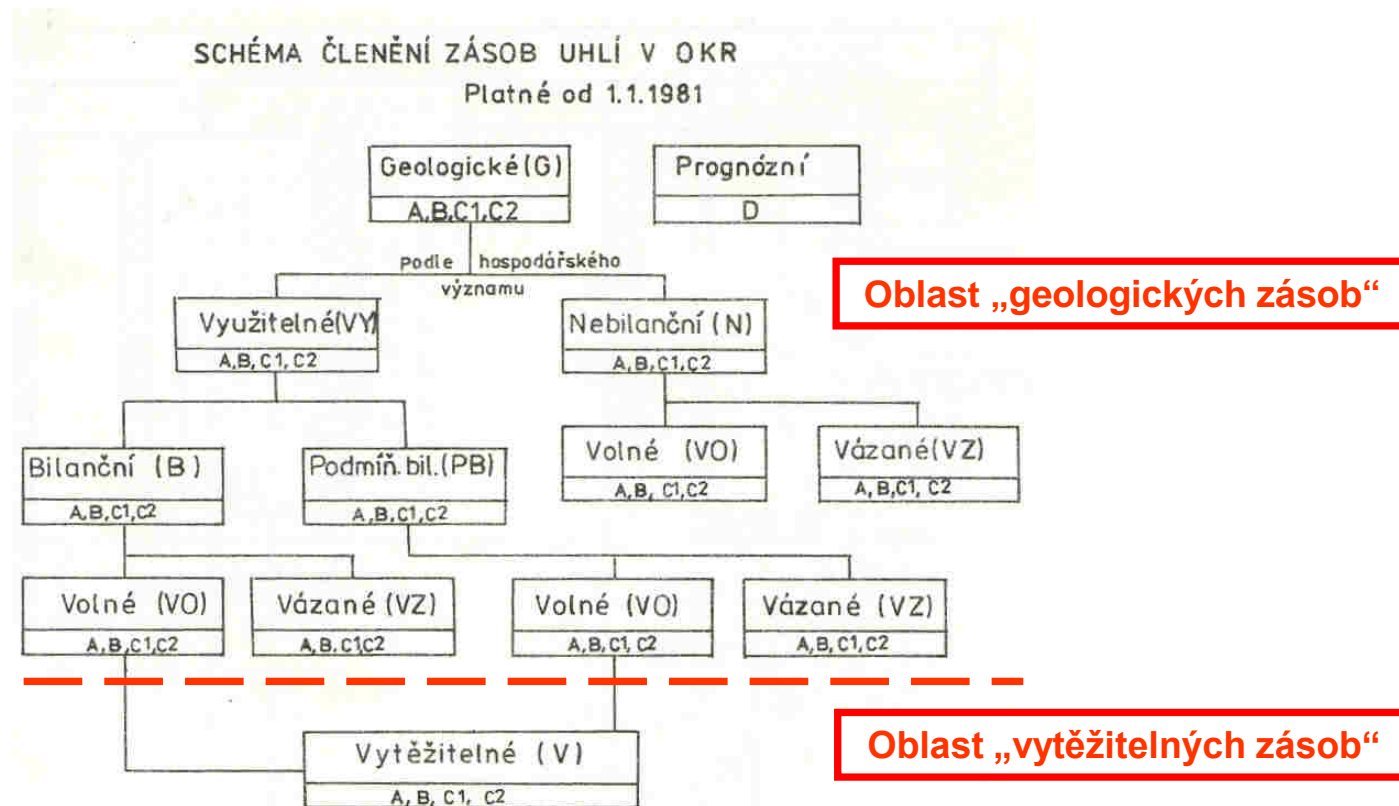 SCHÉMA ČLENĚNÍ ZÁSOB UHLÍ V OKR
Platné od 1.1.1981
Geologické (G)
A,B,C1,C2
Prognózní
D
Podle hospodářského
významu
Oblast „geologických zásob“
Využitelné(VY)
A,B, C1, C2
Nebilanční (N)
A,B,C1,C2
Bilanční (B)
A,B,C1,C2
Podmíň. bil.(PB)
A,B,C1,C2
Volné (VO)
A,B, C1,C2
Vázané(VZ)
A, B,C1, C2
Volné (VO)
A,B,C1,C2
Vázané (VZ)
A,B.C1,C2
Volné (VO)
A,B,C1, C2
Vázané (VZ)
A,B,C1,C2
Vytěžitelné (V)
A, B, C1, C2
Oblast „vytěžitelných zásob“